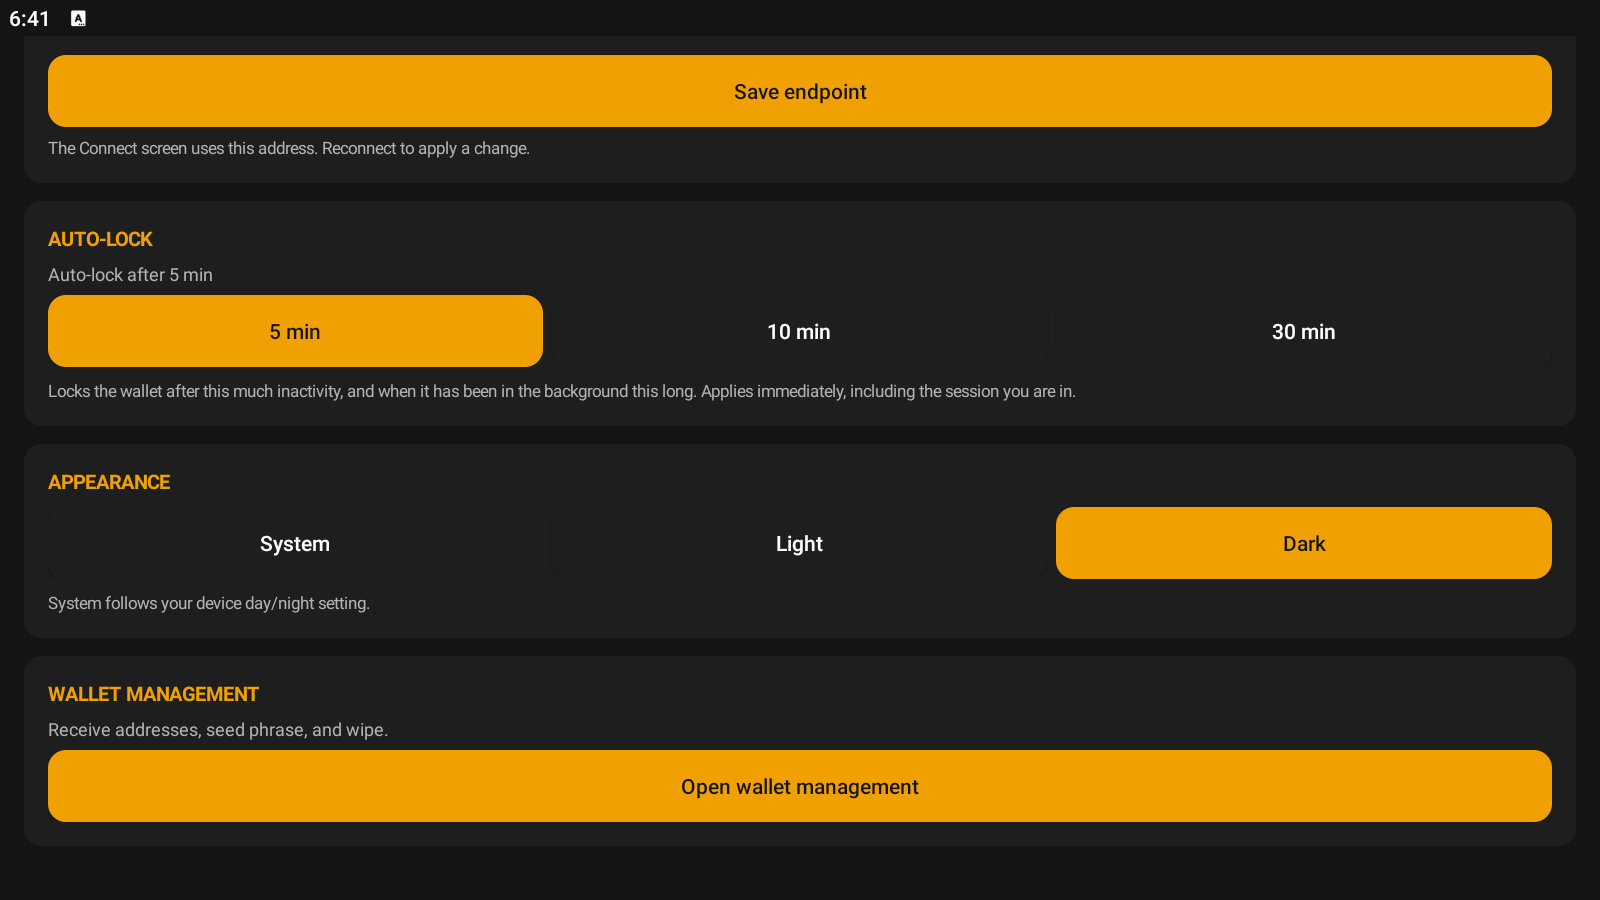 6:41
A
Save endpoint
The Connect screen uses this address. Reconnect to apply a change.
AUTO-LOCK
Auto-lock after 5 min
5 min
10 min
30 min
Locks the wallet after this much inactivity, and when it has been in the background this long. Applies immediately, including the session you are in.
APPEARANCE
System
Light
Dark
System follows your device day/night setting.
WALLET MANAGEMENT
Receive addresses, seed phrase, and wipe.
Open wallet management